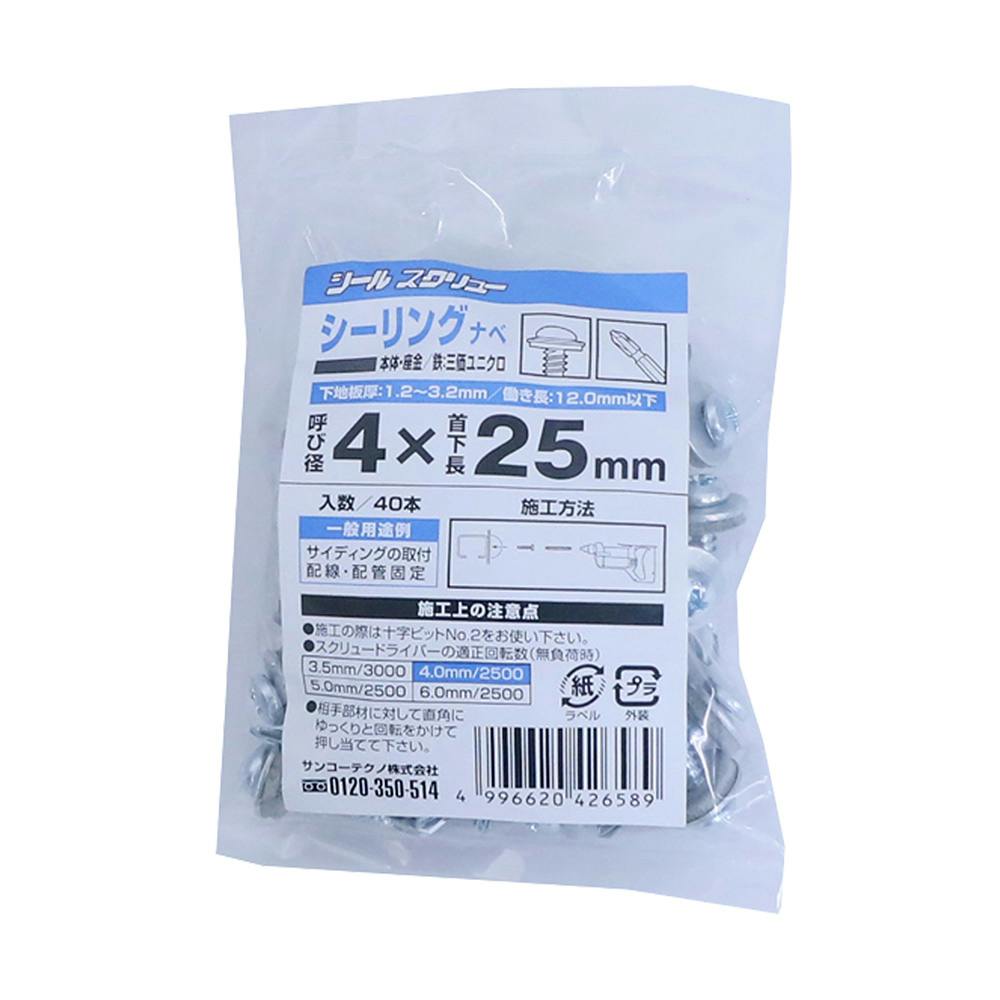 シールスクリュー
シーリングナベ
本体・座金/鉄:三価ユニクロ
下地板厚:1.2〜3.2mm/働き長:12.0mm以下
呼び径 4× 首下長 25mm
入数/40本
一般用途例
サイディングの取付
配線・配管固定
施工方法
施工上の注意点
●施工の際は十字ビットNo.2をお使い下さい。
●スクリュードライバーの適正回転数(無負荷時)
3.5mm/3000 4.0mm/2500
5.0mm/2500 6.0mm/2500
●相手部材に対して直角に
ゆっくりと回転をかけて
押し当てて下さい。
紙
ラベル
プラ
外装
サンコーテクノ株式会社
0120-350-514
4 996620 426589